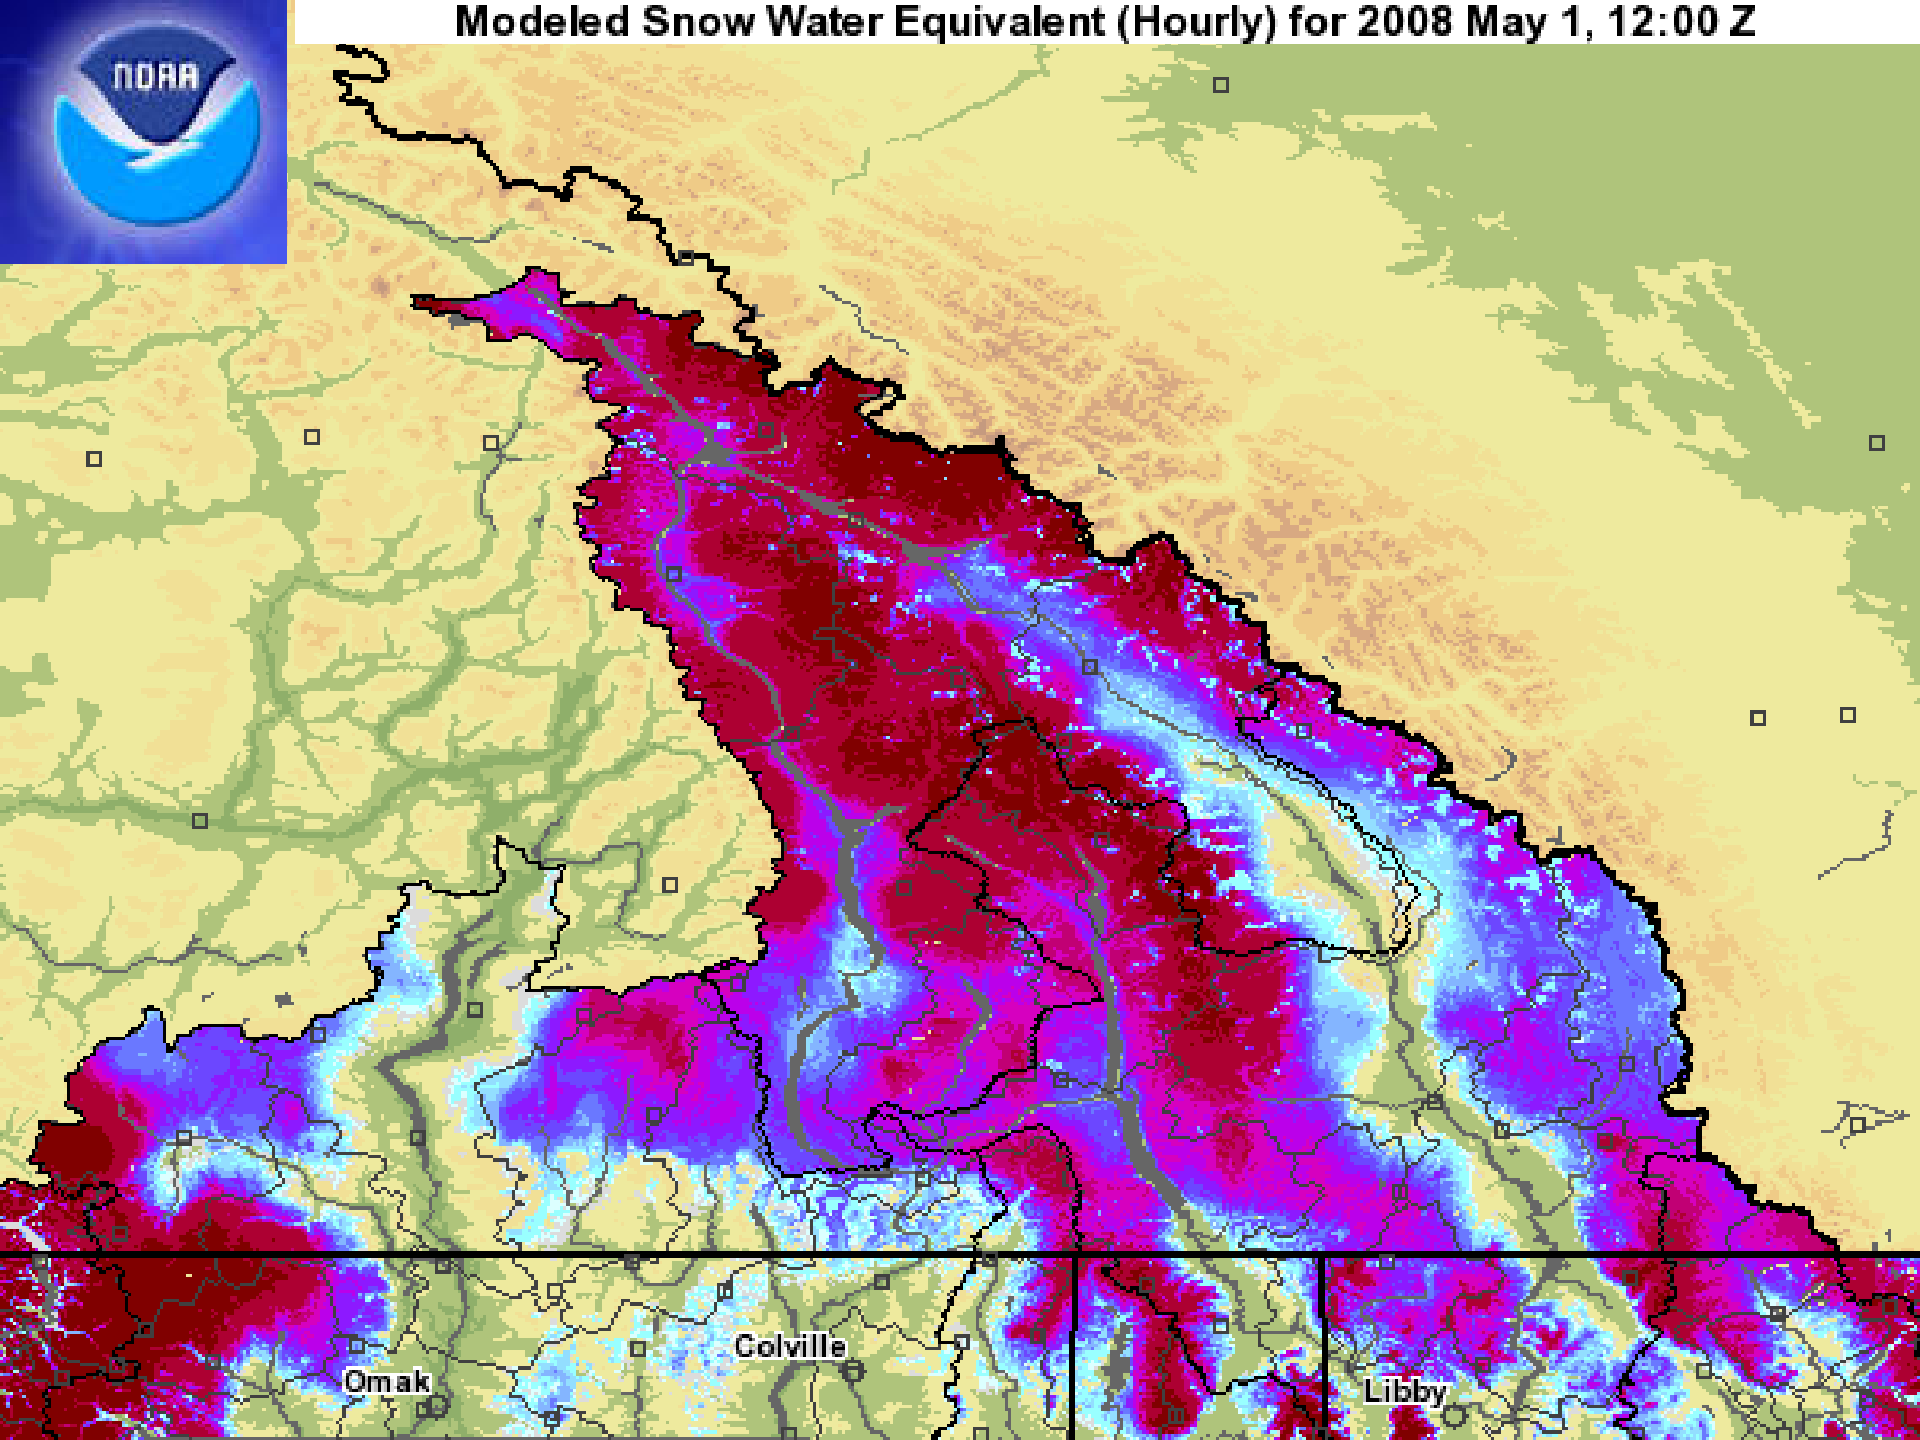 Modeled Snow Water Equivalent (Hourly) for 2008 May 1, 12:00 Z
NOAA
Colville
Omak
Libby